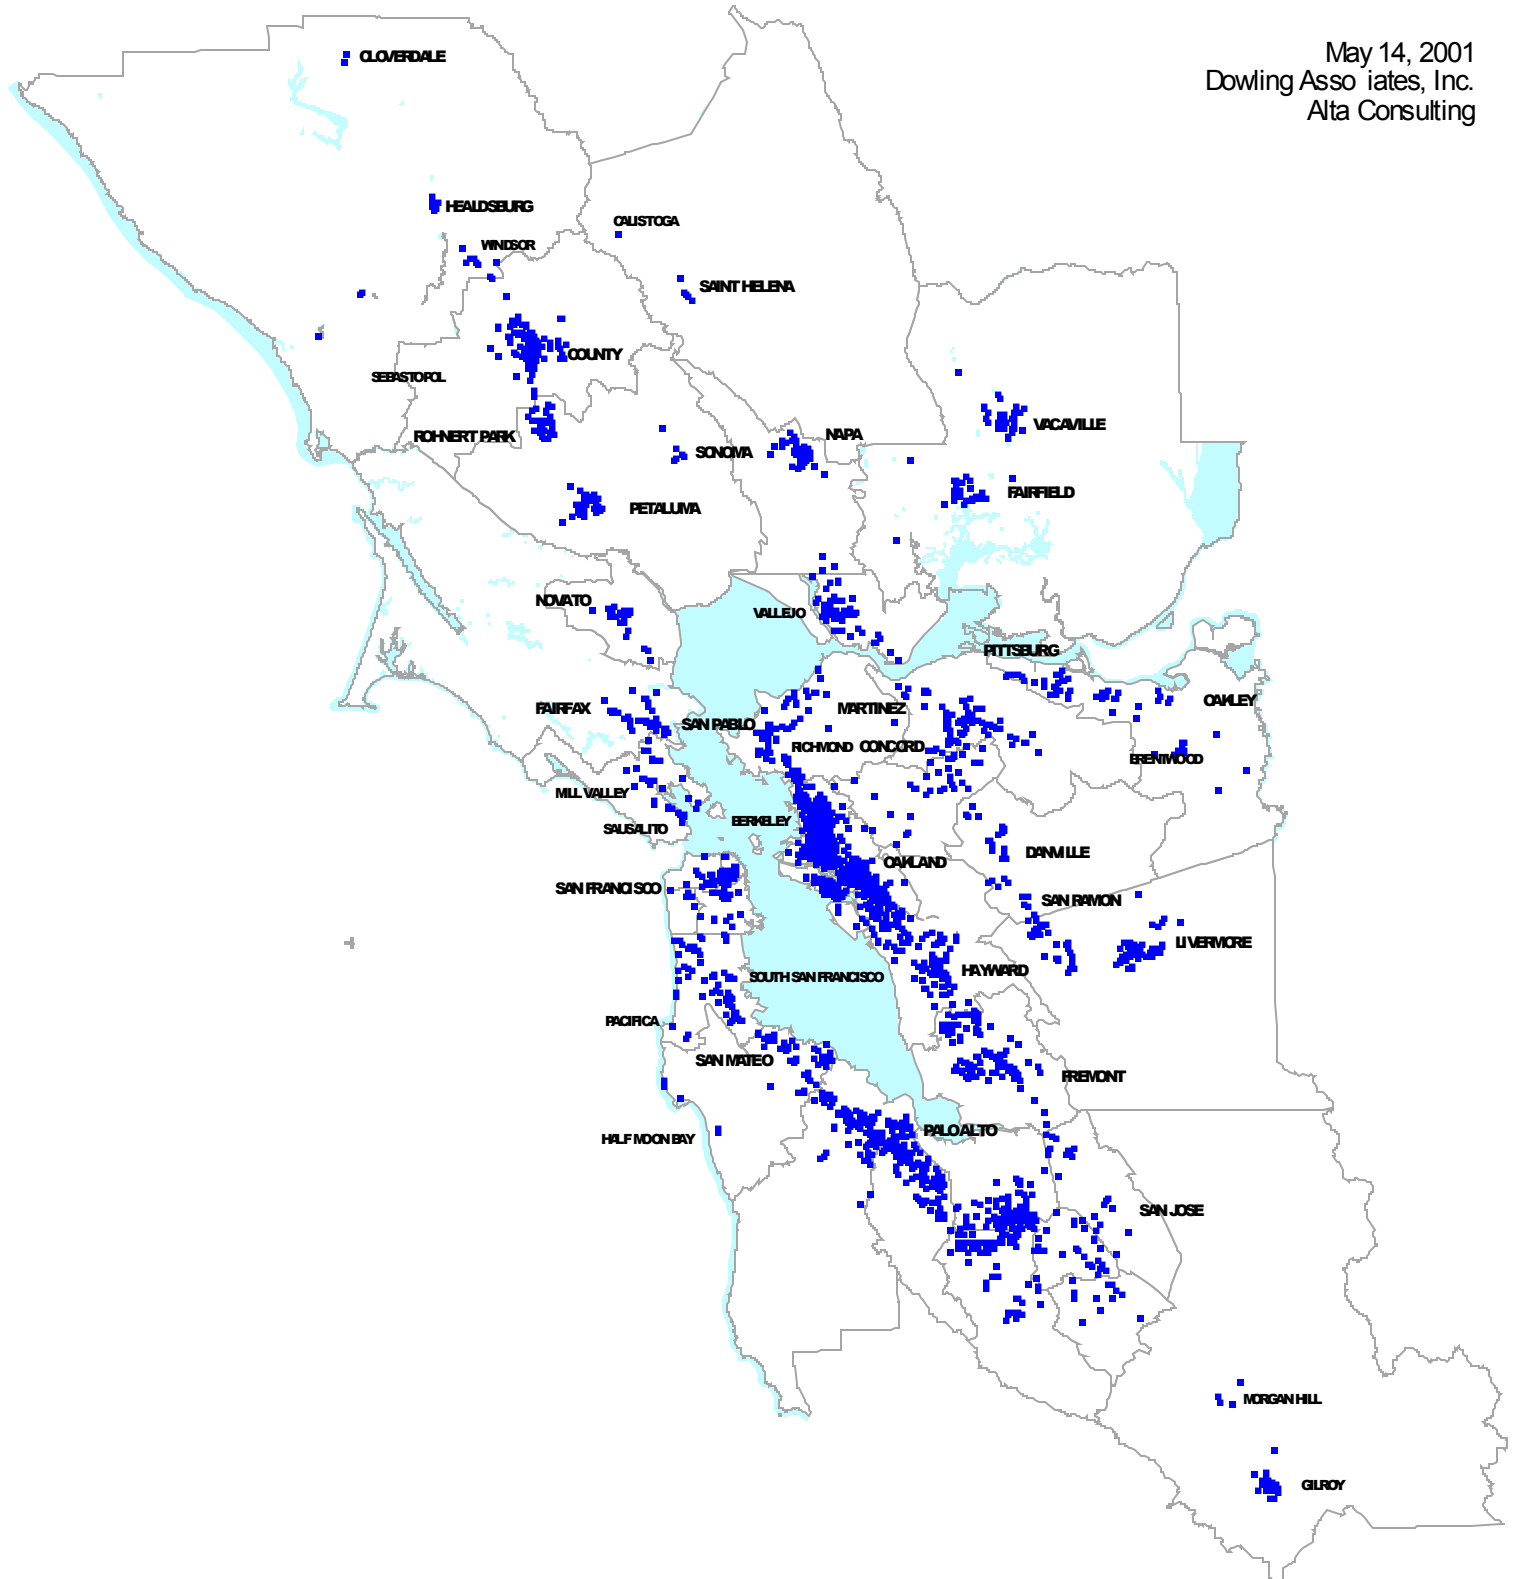 May 14, 2001
Dowling Asso iates, Inc.
Alta Consulting
CLOVERDALE
HEALDSBURG
CALISTOGA
WINDSOR
SAINT HELENA
COUNTY
SEBASTOPOL
VACAVILLE
ROHNERT PARK
NAPA
SONOMA
FAIRFIELD
PETALUMA
NOVATO
VALLEJO
PITTSBURG
OAKLEY
FAIRFAX
MARTINEZ
SAN PABLO
RICHMOND
CONCORD
BRENTWOOD
MILL VALLEY
BERKELEY
SAUSALITO
DANVILLE
OAKLAND
SAN FRANCISCO
SAN RAMON
LIVERMORE
HAYWARD
SOUTH SAN FRANCISCO
PACIFICA
SAN MATEO
FREMONT
PALO ALTO
HALF MOON BAY
SAN JOSE
MORGAN HILL
GILROY